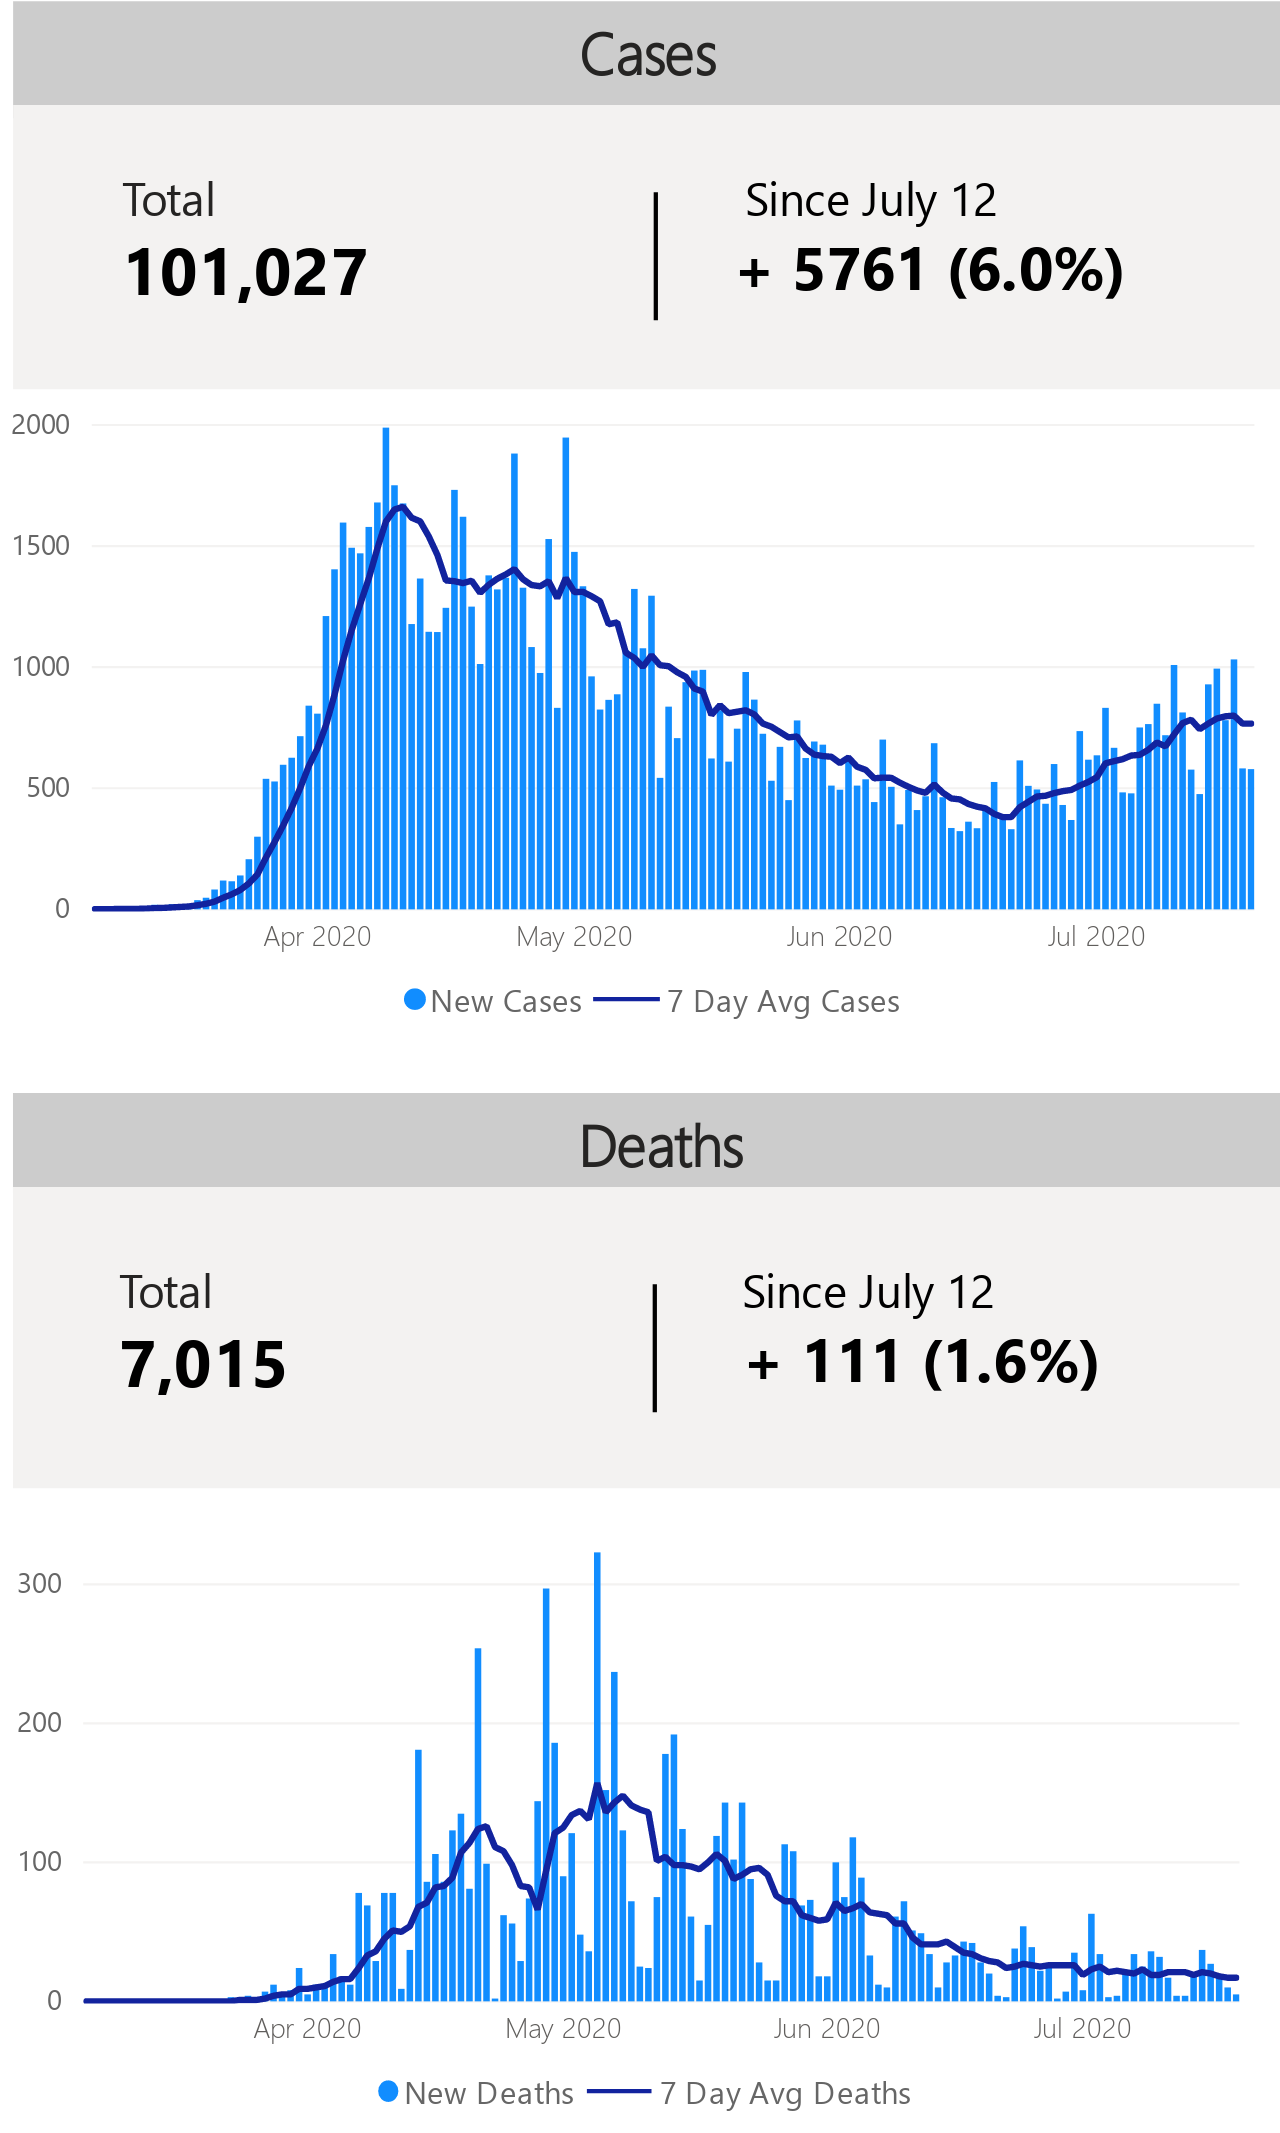 Cases
Total
Since July 12
101,027
+ 5761 (6.0%)
2000
1500
1000
500
0
Apr 2020
May 2020
Jun 2020
Jul 2020
New Cases
7 Day Avg Cases
Deaths
Total
Since July 12
7,015
+ 111 (1.6%)
300
200
100
0
Apr 2020
May 2020
Jun 2020
Jul 2020
New Deaths
7 Day Avg Deaths